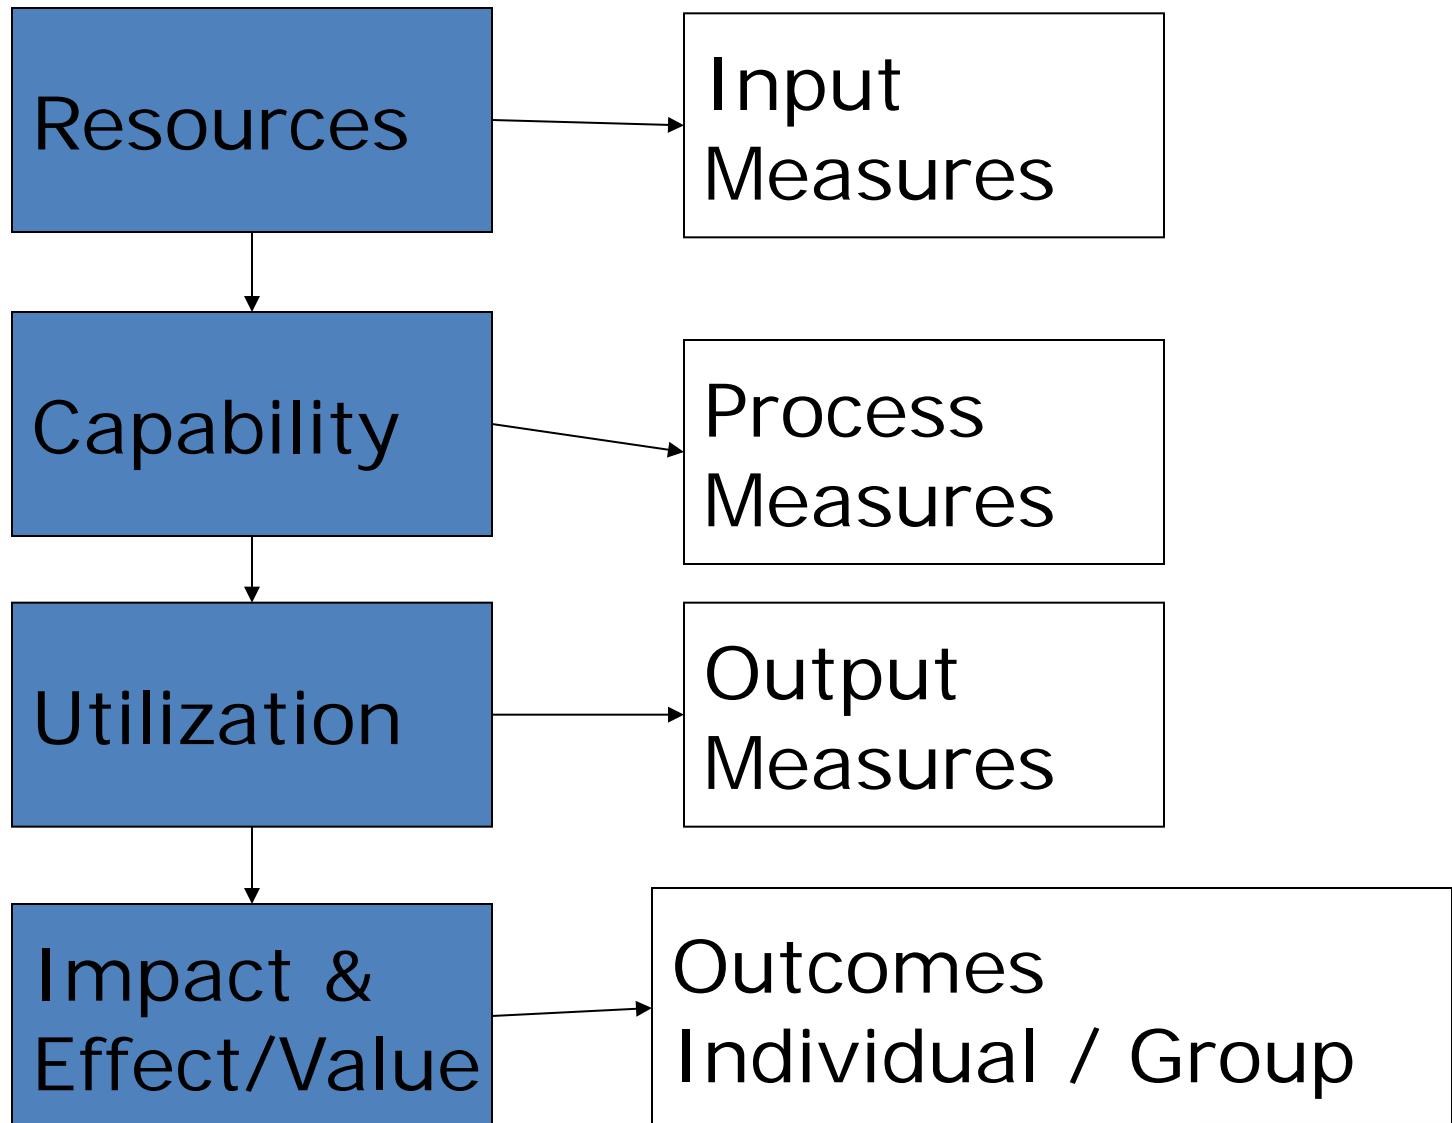 Resources
Input
Measures
Capability
Process
Measures
Utilization
Output
Measures
Impact &
Effect/Value
Outcomes
Individual / Group